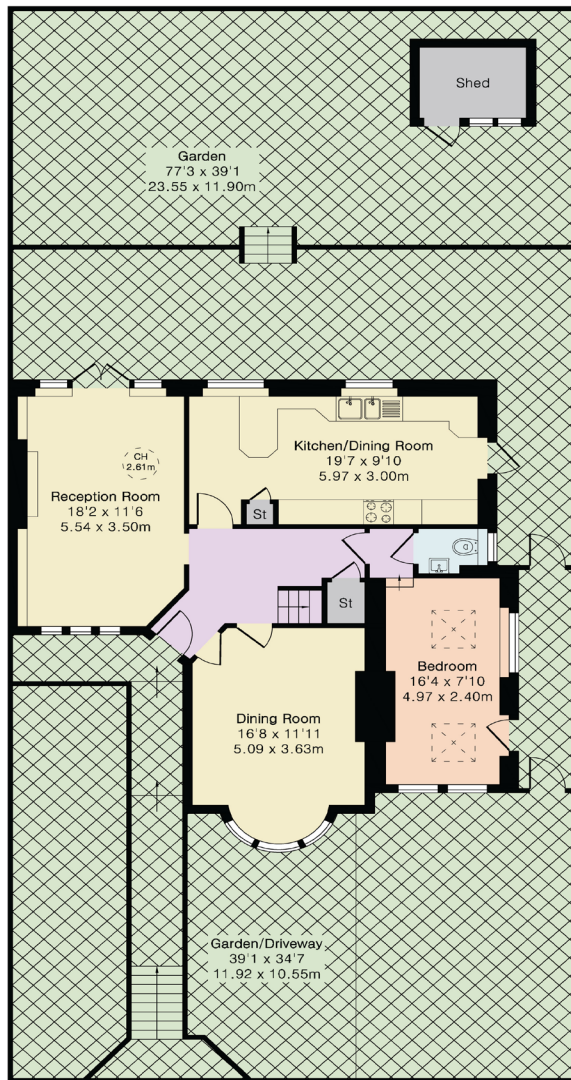 Shed
Garden
77'3 x 39'1
23.55 x 11.90m
Kitchen/Dining Room
19'7 x 9'10
5.97 x 3.00m
CH
2.61m
Reception Room
18'2 x 11'6
5.54 x 3.50m
St
St
Bedroom
16'4 x 7'10
4.97 x 2.40m
Dining Room
16'8 x 11'11
5.09 x 3.63m
Garden/Driveway
39'1 x 34'7
11.92 x 10.55m